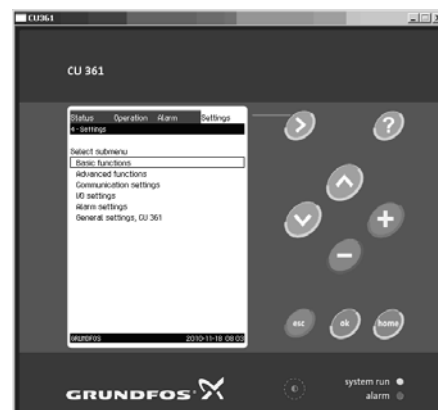 CU361
CU 361
Status Operation Alarm Settings
4 - Settings
Select submenu
Basic functions
Advanced functions
Communication settings
I/O settings
Alarm settings
General settings, CU 361
GRUNDFOS 2010-11-18 08:03
> ?
+
−
esc ok home
system run
GRUNDFOS
alarm